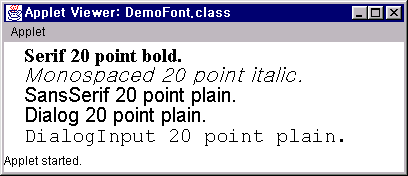 Applet Viewer: DemoFont.class
Applet
Serif 20 point bold.
Monospaced 20 point italic.
SansSerif 20 point plain.
Dialog 20 point plain.
DialogInput 20 point plain.
Applet started.